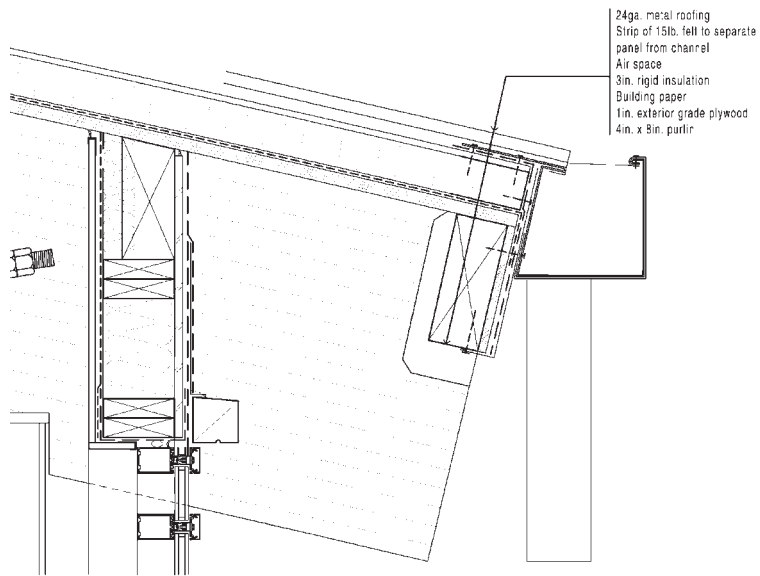 24ga. metal roofing
Strip of 15lb. felt to separate
panel from channel
Air space
3in. rigid insulation
Building paper
1in. exterior grade plywood
4in. x 8in. purlin